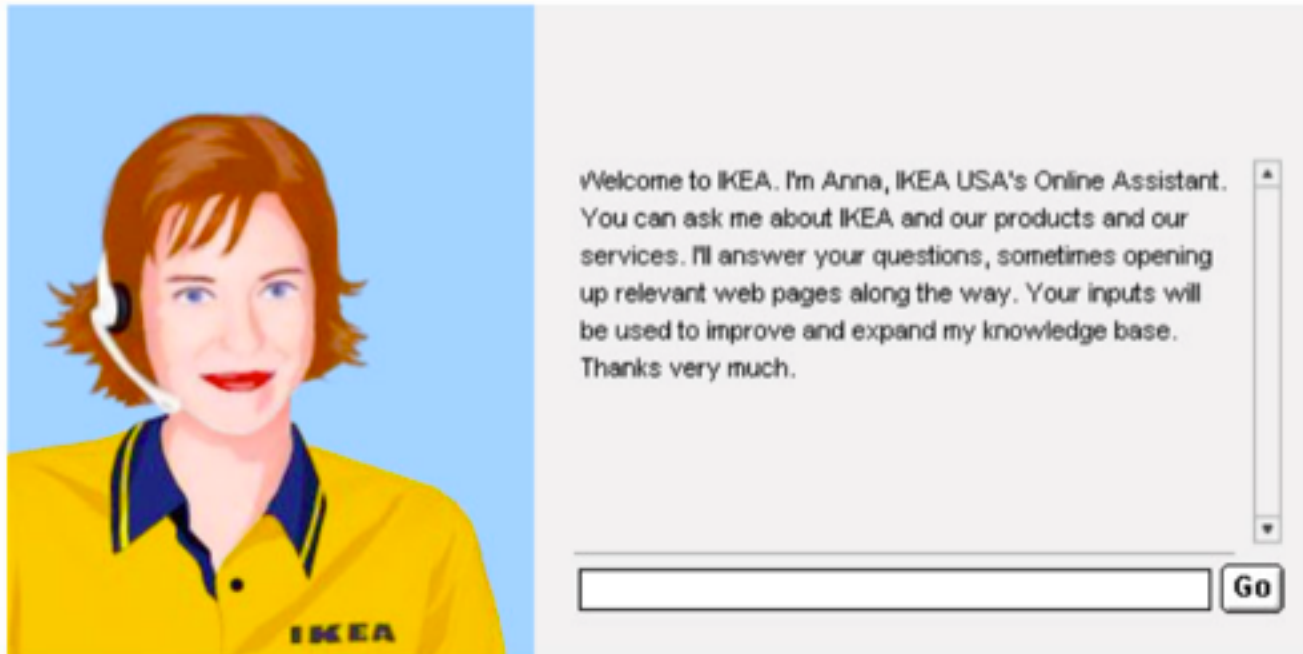 Welcome to IKEA. I'm Anna, IKEA USA's Online Assistant.
You can ask me about IKEA and our products and our
services. I'll answer your questions, sometimes opening
up relevant web pages along the way. Your inputs will
be used to improve and expand my knowledge base.
Thanks very much.
Go
IKEA